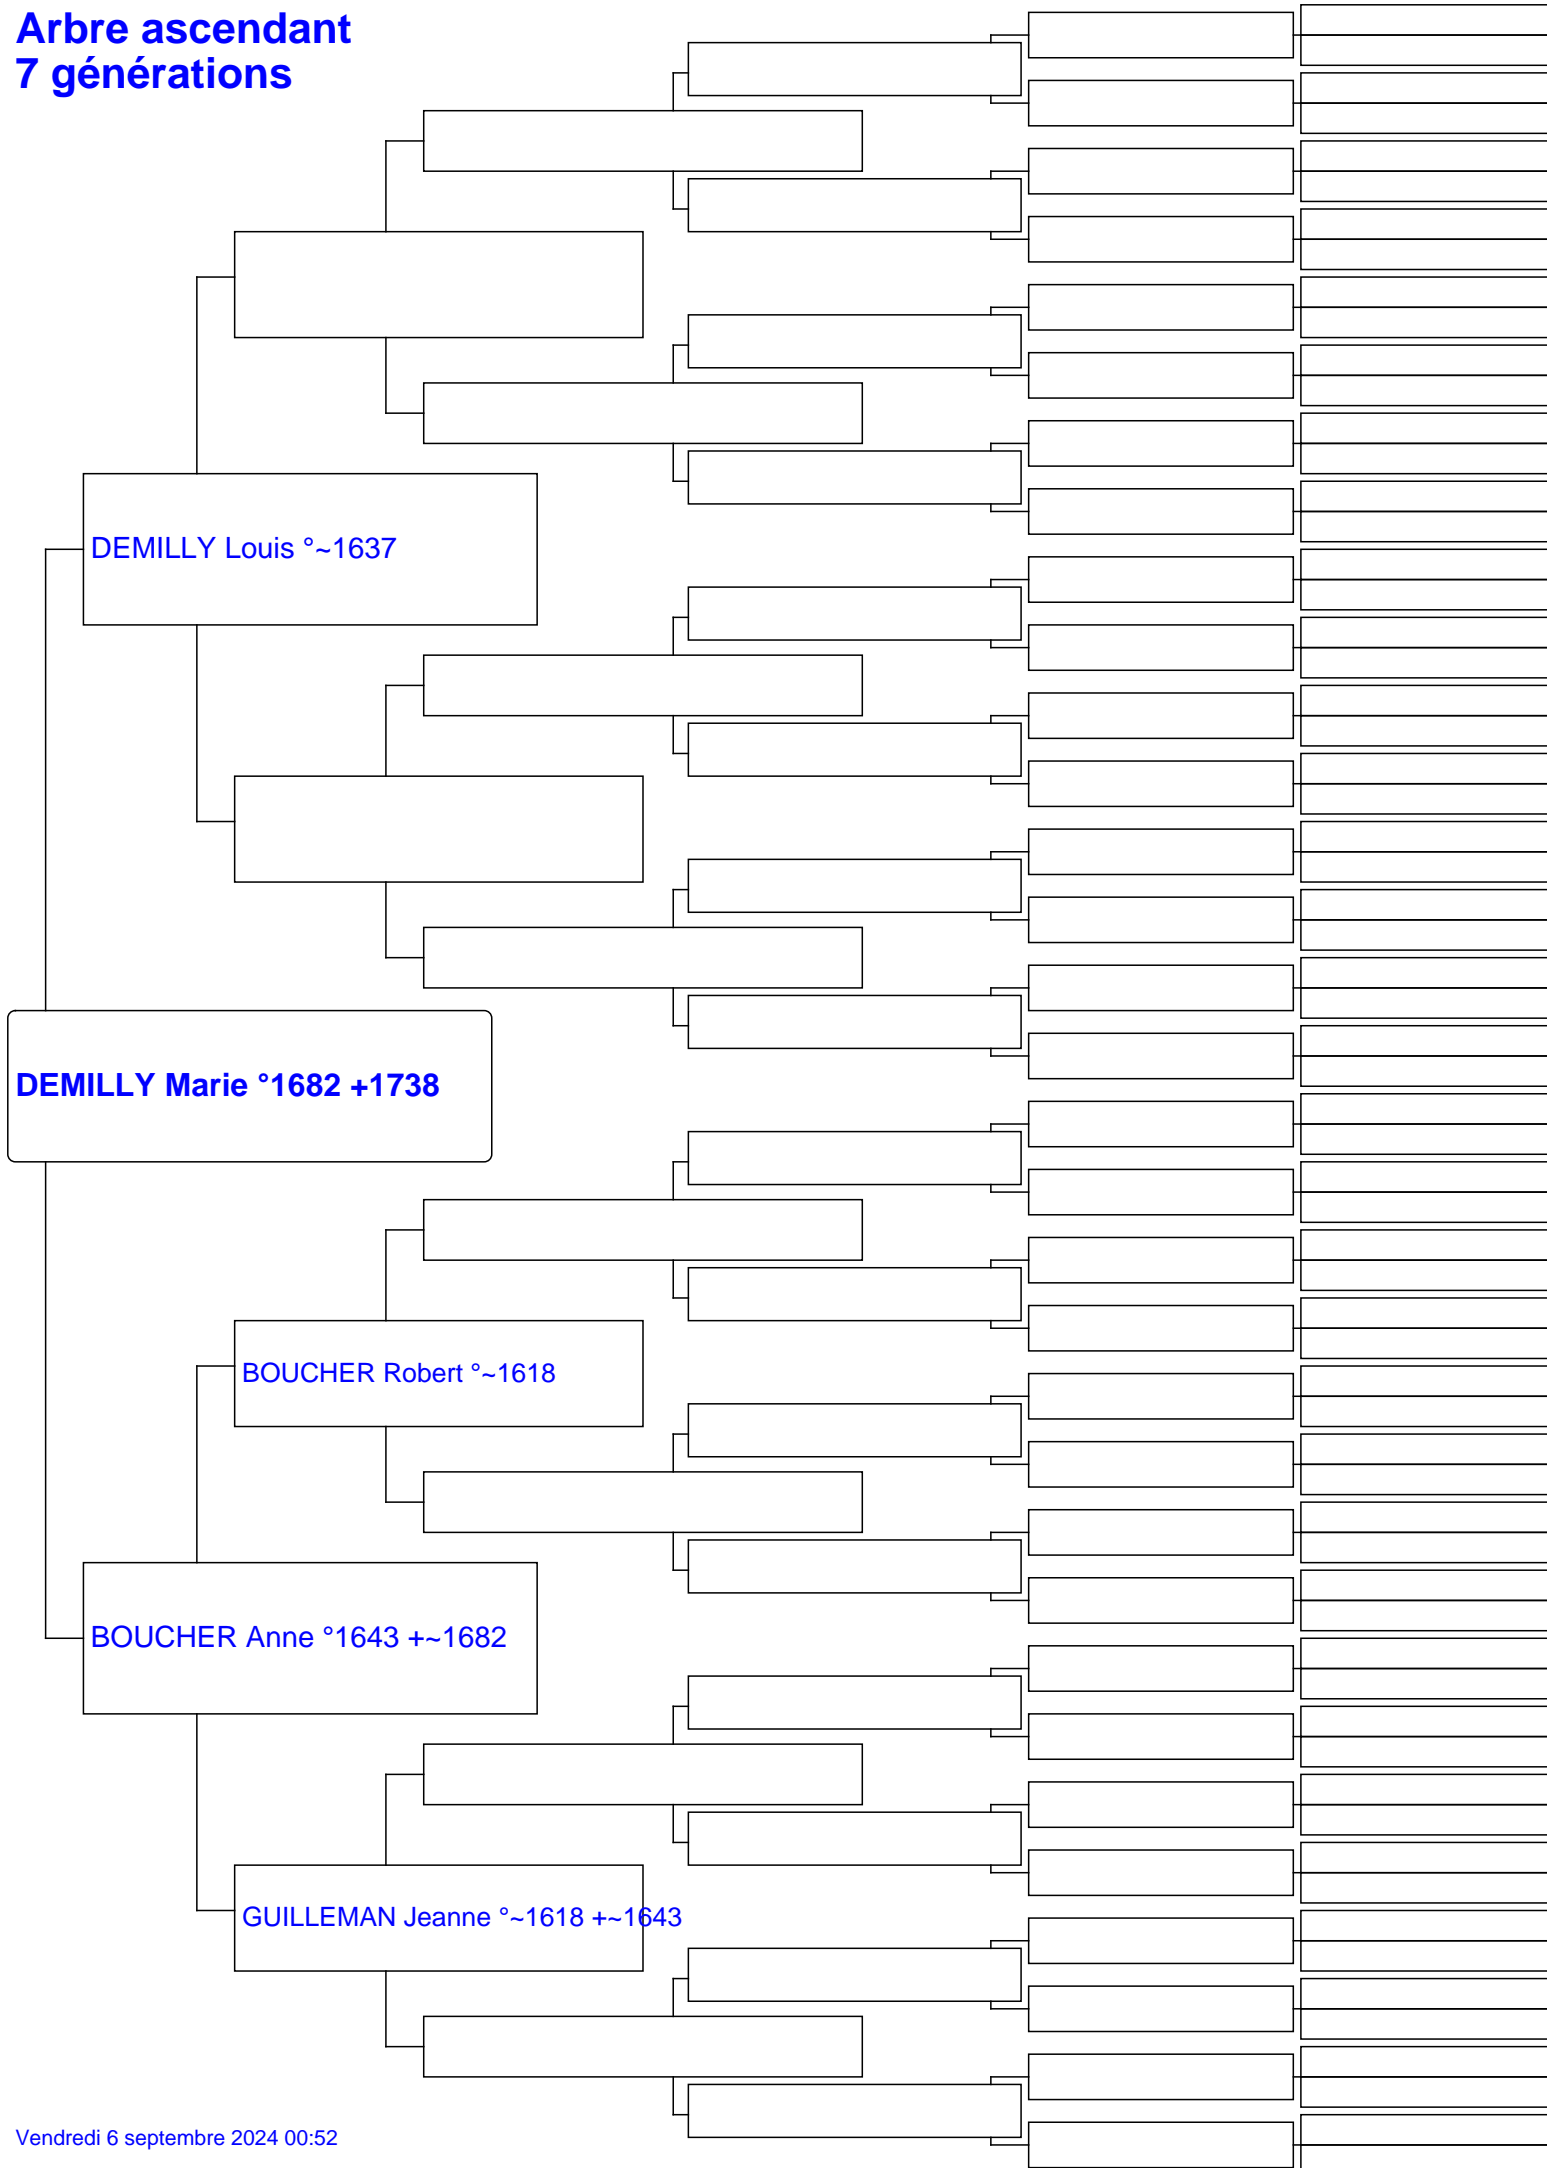 Arbre ascendant
7 générations
DEMILLY Louis °~1637
DEMILLY Marie °1682 +1738
BOUCHER Robert °~1618
BOUCHER Anne °1643 +~1682
GUILLEMAN Jeanne °~1618 +~1643
Vendredi 6 septembre 2024 00:52